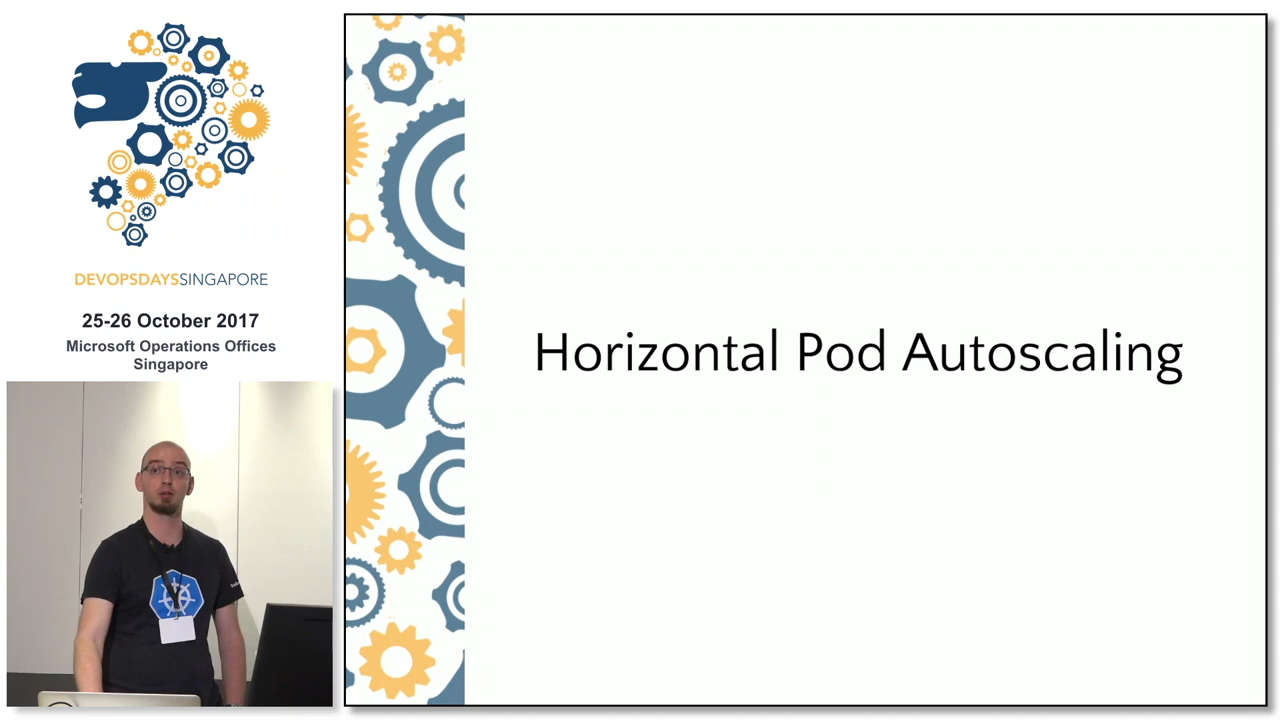 DEVOPSDAYSSINGAPORE
25-26 October 2017
Microsoft Operations Offices
Singapore
Horizontal Pod Autoscaling